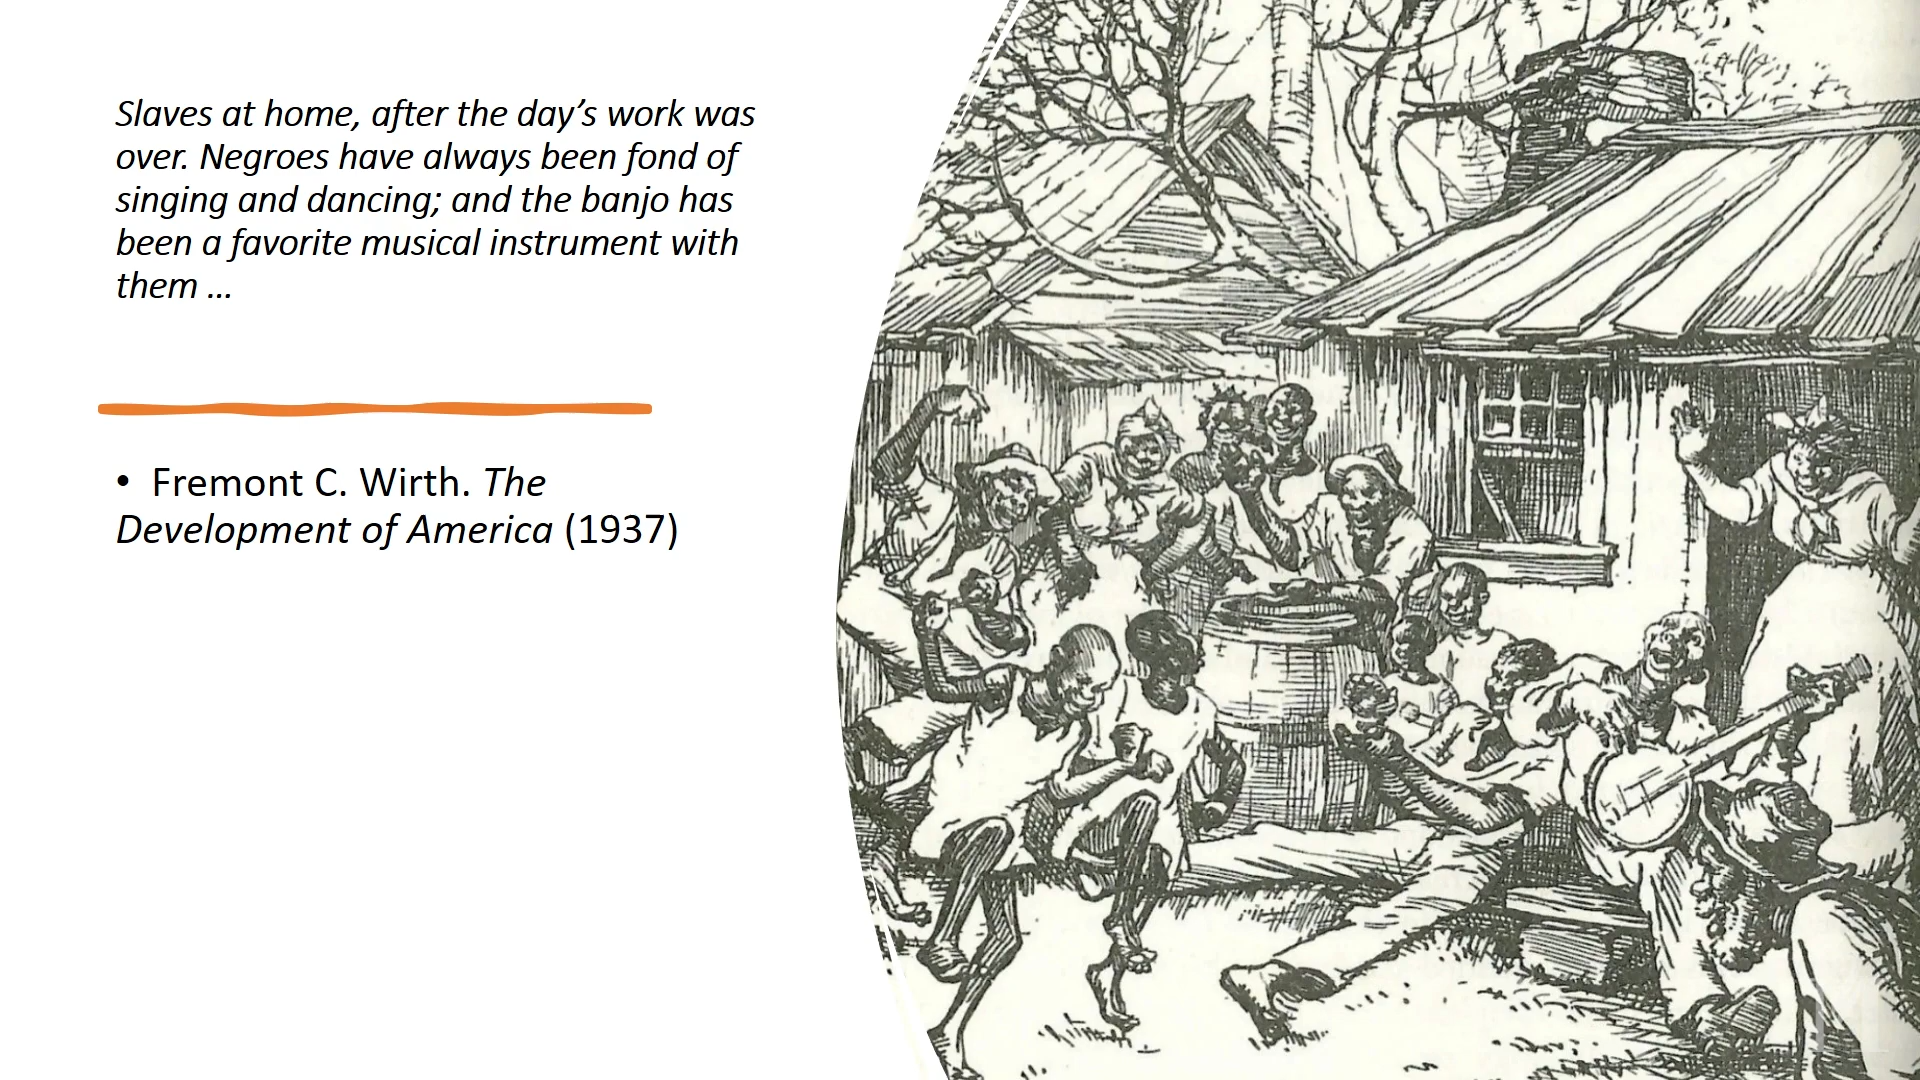 Slaves at home, after the day’s work was
over. Negroes have always been fond of
singing and dancing; and the banjo has
been a favorite musical instrument with
them …
• Fremont C. Wirth. The
Development of America (1937)